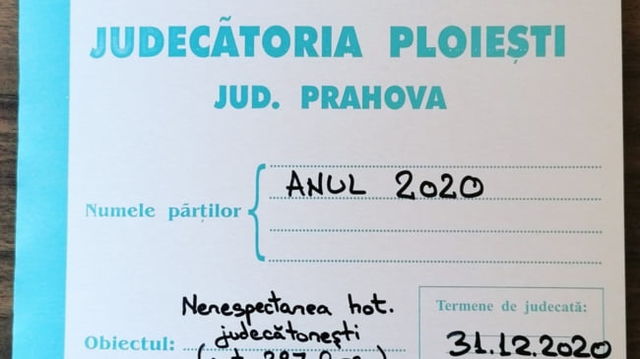 JUDECĂTORIA PLOIEȘTI
JUD. PRAHOVA
ANUL 2020
Numele părților
Nerespectarea hot.
Termene de judecată:
judecătorești
Obiectul:
31.12.2020